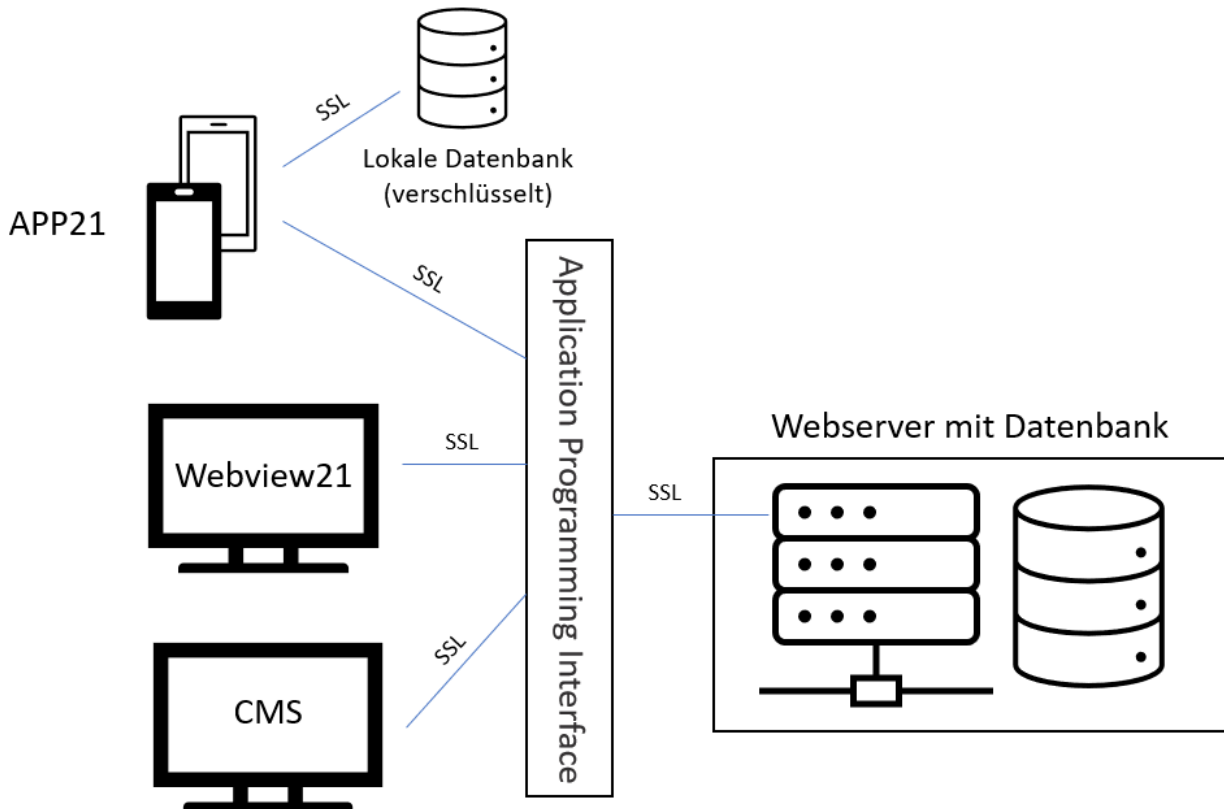 SSL
Lokale Datenbank
(verschlüsselt)
APP21
SSL
Application Programming Interface
Webserver mit Datenbank
Webview21
SSL
SSL
SSL
CMS